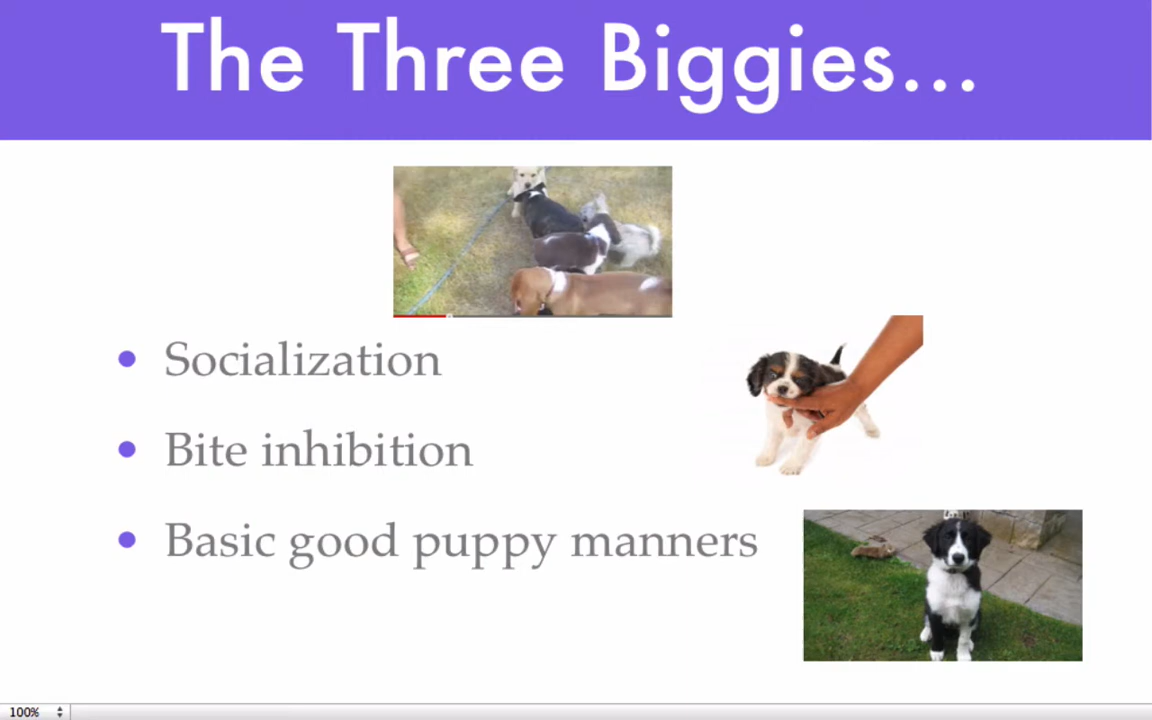 The Three Biggies...
Socialization
Bite inhibition
Basic good puppy manners
100%